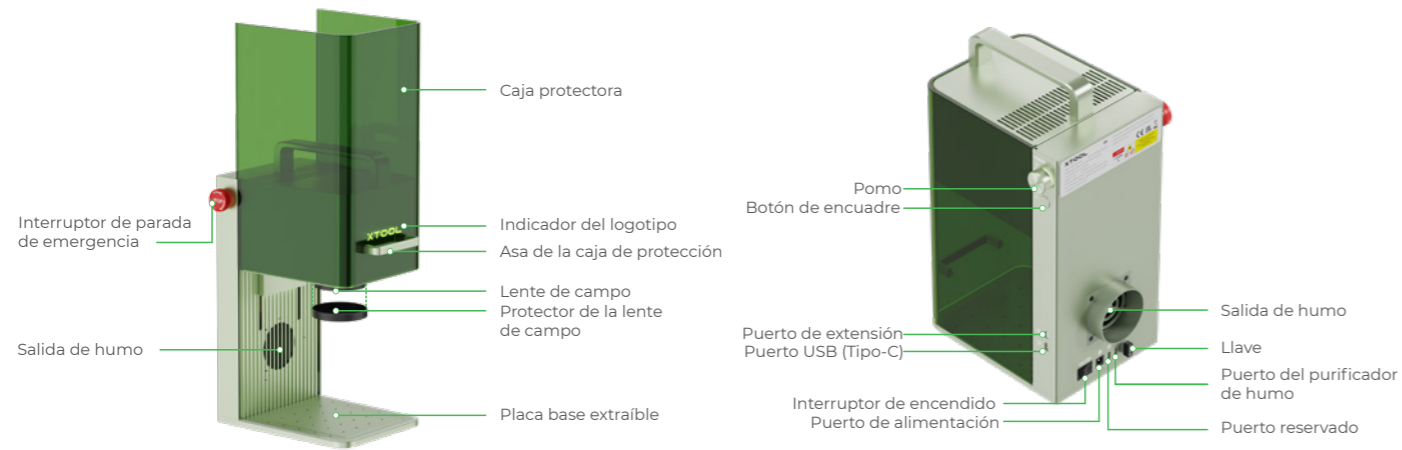 Caja protectora
Interruptor de parada
de emergencia
Indicador del logotipo
XTOOL
Asa de la caja de protección
Lente de campo
Protector de la lente
de campo
Salida de humo
Placa base extraíble
XTOOL
Pomo
Botón de encuadre
Puerto de extensión
Puerto USB (Tipo-C)
Interruptor de encendido
Puerto de alimentación
Salida de humo
Llave
Puerto del purificador
de humo
Puerto reservado